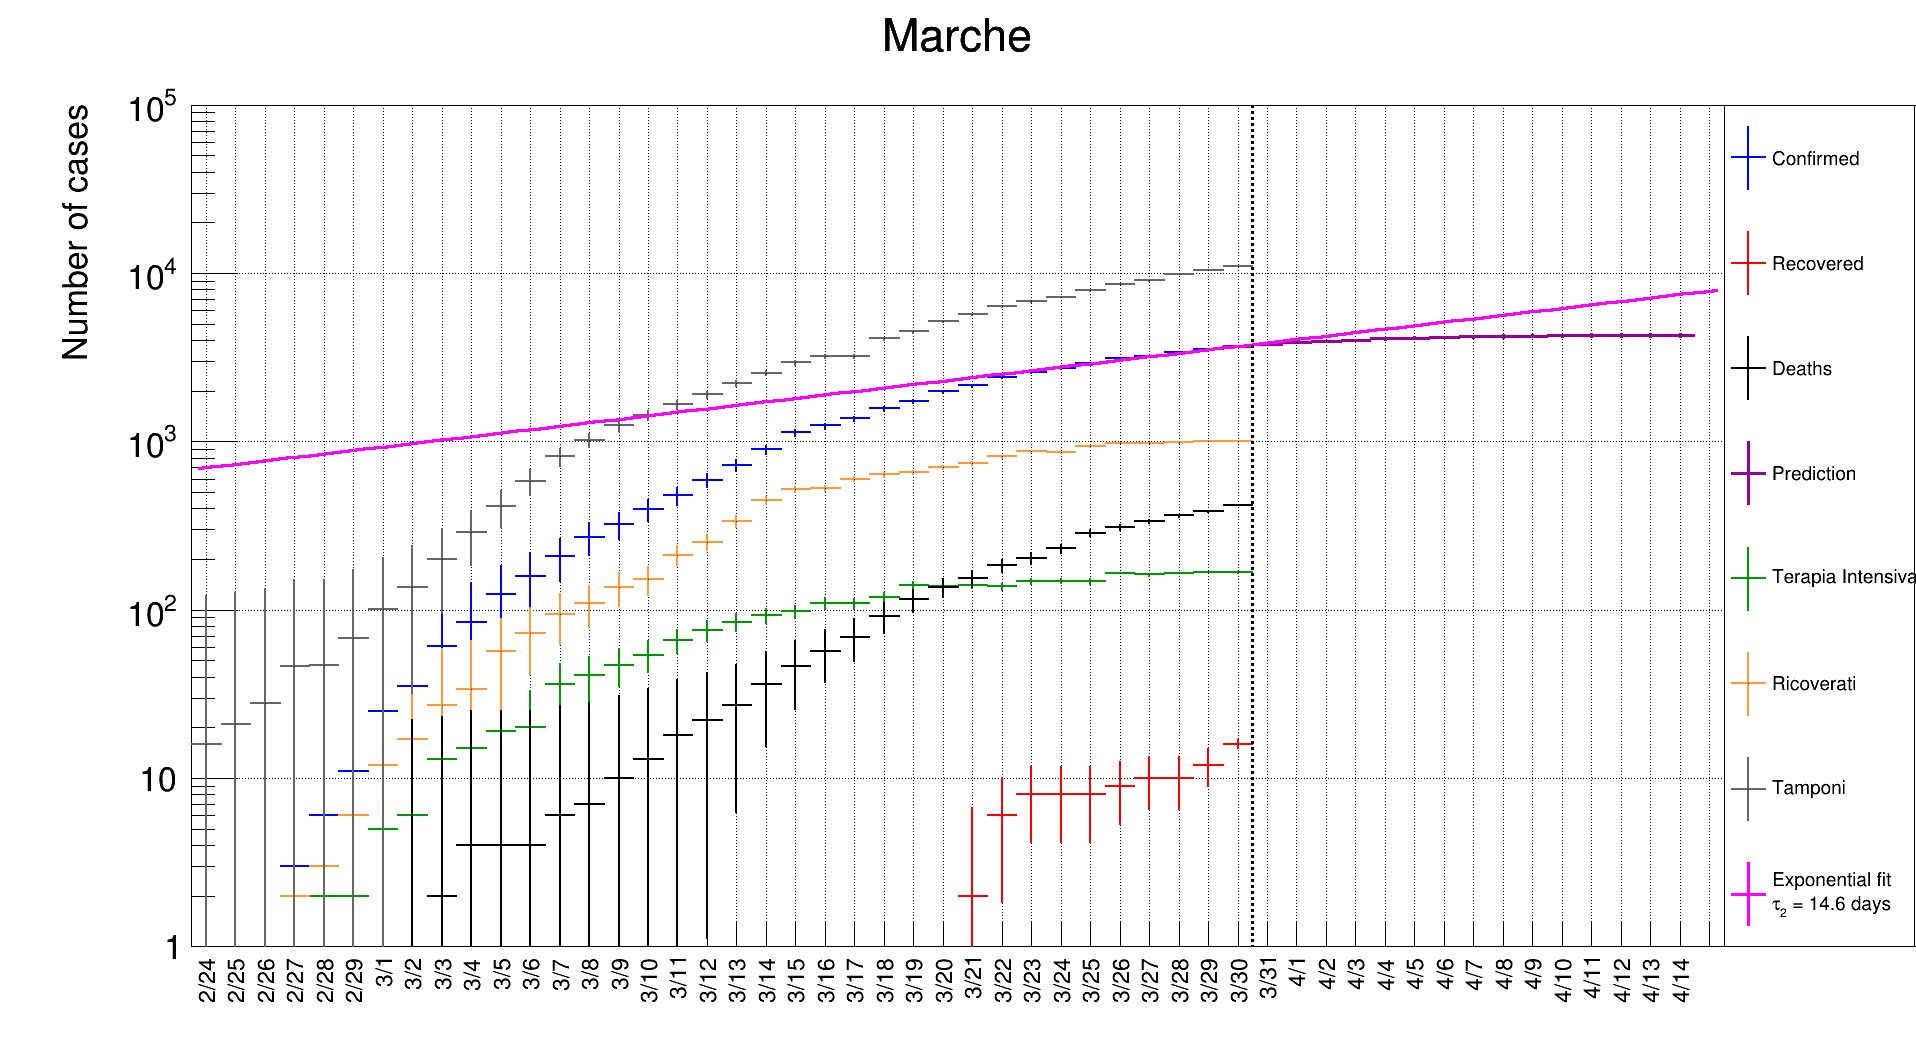 Marche
Number of cases
10^5
10^4
10^3
10^2
10
1
2/24 2/25 2/26 2/27 2/28 2/29 3/1 3/2 3/3 3/4 3/5 3/6 3/7 3/8 3/9 3/10 3/11 3/12 3/13 3/14 3/15 3/16 3/17 3/18 3/19 3/20 3/21 3/22 3/23 3/24 3/25 3/26 3/27 3/28 3/29 3/30 3/31 4/1 4/2 4/3 4/4 4/5 4/6 4/7 4/8 4/9 4/10 4/11 4/12 4/13 4/14
Confirmed
Recovered
Deaths
Prediction
Terapia Intensiva
Ricoverati
Tamponi
Exponential fit
τ₂ = 14.6 days